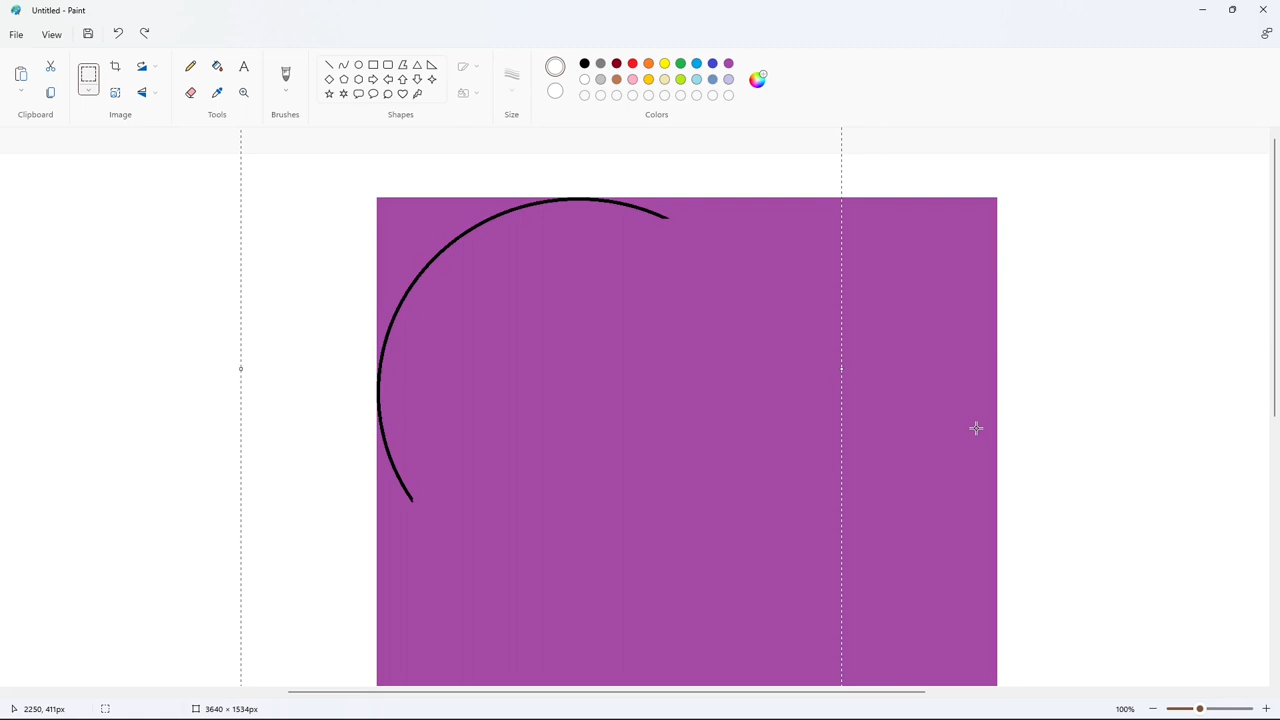 Untitled - Paint
File View
Clipboard
Image
Tools
Brushes
Shapes
Size
Colors
2250, 411px
3640 × 1534px
100%